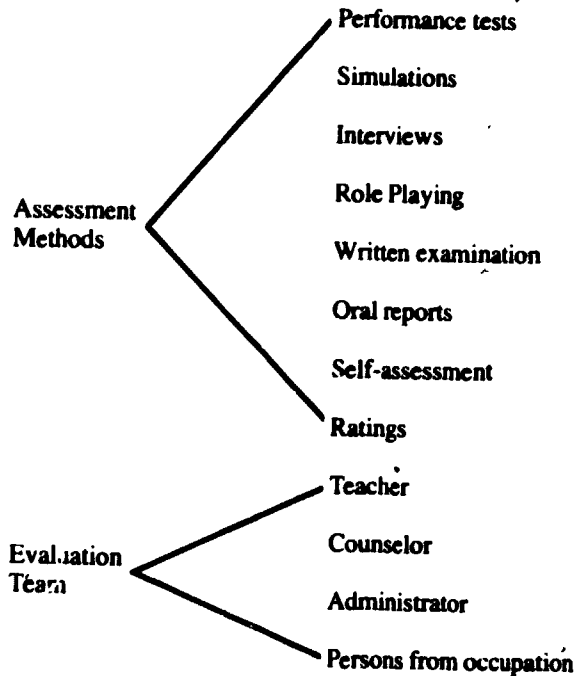 Performance tests
Simulations
Interviews
Role Playing
Assessment
Methods
Written examination
Oral reports
Self-assessment
Ratings
Teacher
Counselor
Evaluation
Team
Administrator
Persons from occupation